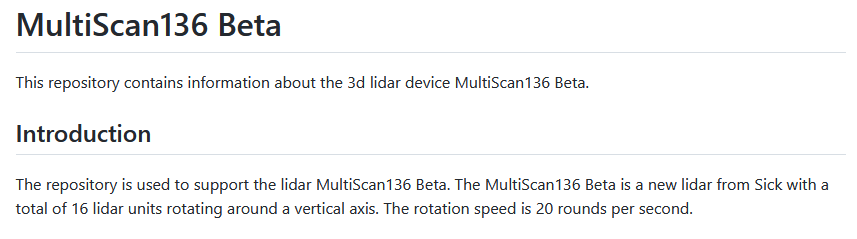 MultiScan136 Beta
This repository contains information about the 3d lidar device MultiScan136 Beta.
Introduction
The repository is used to support the lidar MultiScan136 Beta. The MultiScan136 Beta is a new lidar from Sick with a
total of 16 lidar units rotating around a vertical axis. The rotation speed is 20 rounds per second.